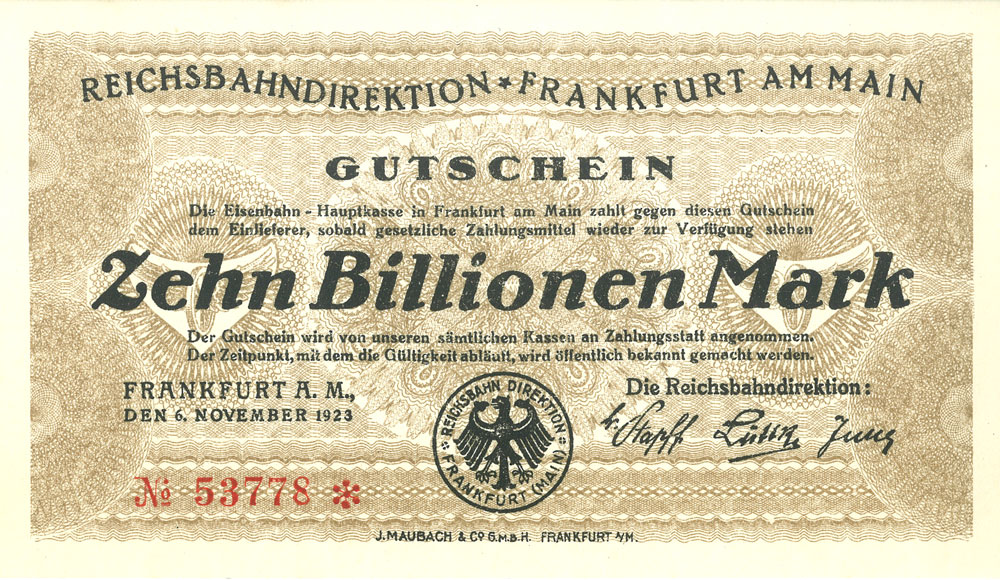 REICHSBAHNDIREKTION * FRANKFURT AM MAIN
GUTSCHEIN
Die Eisenbahn - Hauptkasse in Frankfurt am Main zahlt gegen diesen Gutschein
dem Einlieferer, sobald gesetzliche Zahlungsmittel wieder zur Verfügung stehen
Zehn Billionen Mark
Der Gutschein wird von unseren sämtlichen Kassen an Zahlungsstatt angenommen.
Der Zeitpunkt, mit dem die Gültigkeit abläuft, wird öffentlich bekannt gemacht werden.
FRANKFURT A. M.,
DEN 6. NOVEMBER 1923
Die Reichsbahndirektion:
Stapff Jung
REICHSBAHN DIREKTION * FRANKFURT (MAIN) *
№ 53778 *
J. MAUBACH & Co G.M.B.H. FRANKFURT A/M.